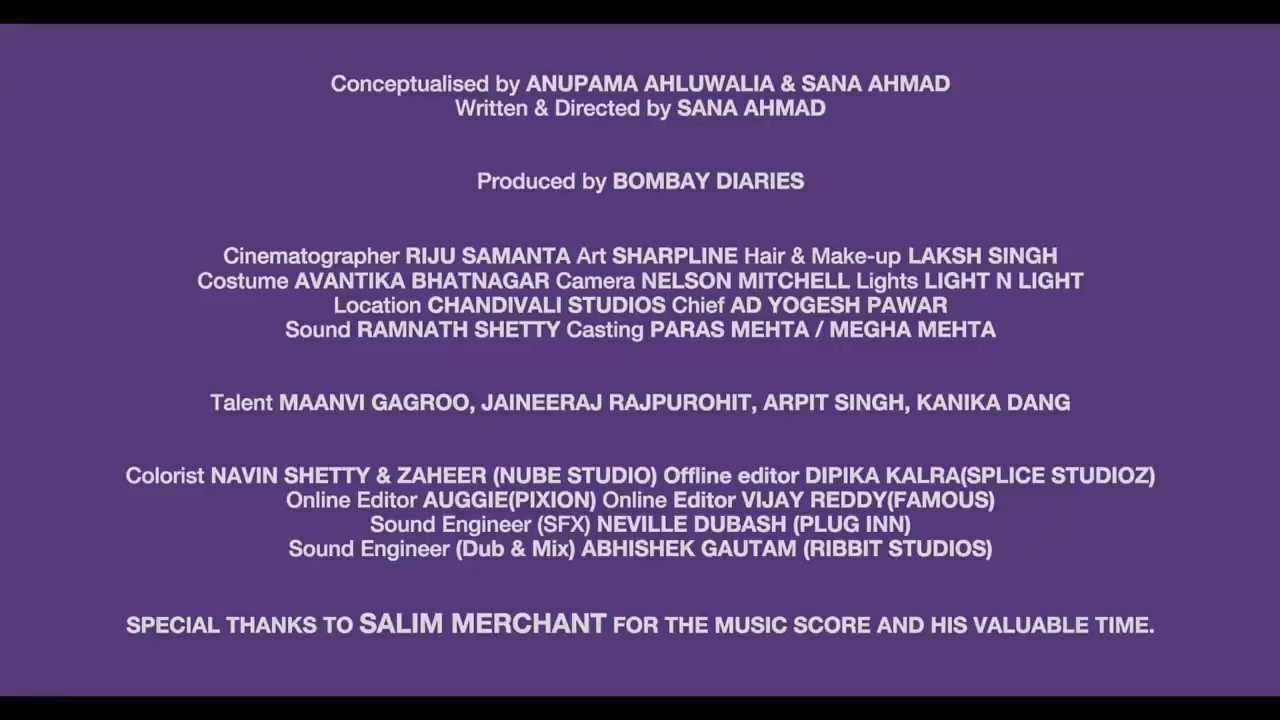 Conceptualised by ANUPAMA AHLUWALIA & SANA AHMAD
Written & Directed by SANA AHMAD
Produced by BOMBAY DIARIES
Cinematographer RIJU SAMANTA Art SHARPLINE Hair & Make-up LAKSH SINGH
Costume AVANTIKA BHATNAGAR Camera NELSON MITCHELL Lights LIGHT N LIGHT
Location CHANDIVALI STUDIOS Chief AD YOGESH PAWAR
Sound RAMNATH SHETTY Casting PARAS MEHTA / MEGHA MEHTA
Talent MAANVI GAGROO, JAINEERAJ RAJPUROHIT, ARPIT SINGH, KANIKA DANG
Colorist NAVIN SHETTY & ZAHEER (NUBE STUDIO) Offline editor DIPIKA KALRA(SPLICE STUDIOZ)
Online Editor AUGGIE(PIXION) Online Editor VIJAY REDDY(FAMOUS)
Sound Engineer (SFX) NEVILLE DUBASH (PLUG INN)
Sound Engineer (Dub & Mix) ABHISHEK GAUTAM (RIBBIT STUDIOS)
SPECIAL THANKS TO SALIM MERCHANT FOR THE MUSIC SCORE AND HIS VALUABLE TIME.